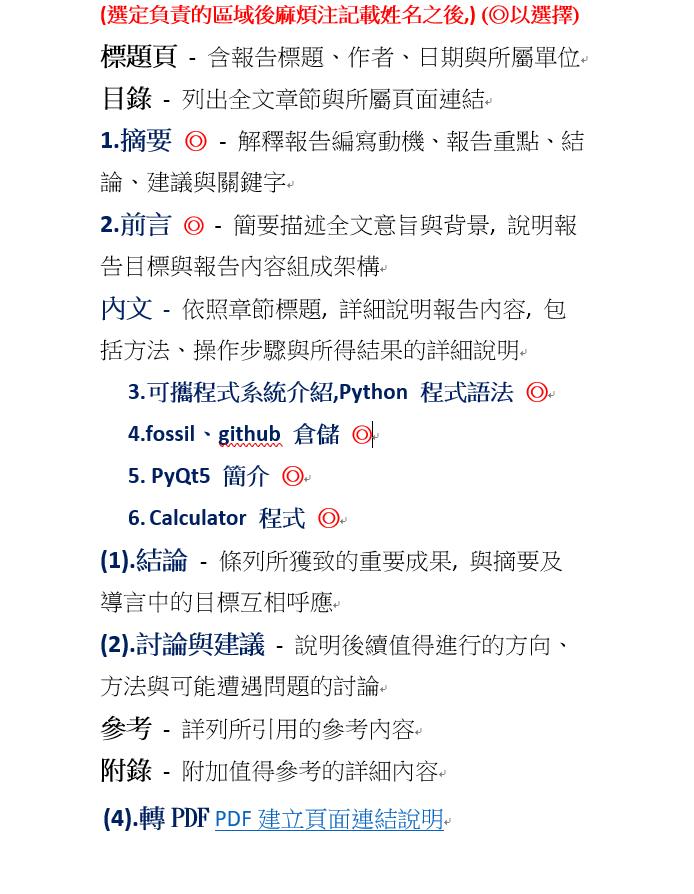 (選定負責的區域後麻煩注記載姓名之後,) (◎以選擇)
標題頁 - 含報告標題、作者、日期與所屬單位
目錄 - 列出全文章節與所屬頁面連結
1.摘要 ◎ - 解釋報告編寫動機、報告重點、結
論、建議與關鍵字
2.前言 ◎ - 簡要描述全文意旨與背景, 說明報
告目標與報告內容組成架構
內文 - 依照章節標題, 詳細說明報告內容, 包
括方法、操作步驟與所得結果的詳細說明
3.可攜程式系統介紹,Python 程式語法 ◎
4.fossil、github 倉儲 ◎
5. PyQt5 簡介 ◎
6. Calculator 程式 ◎
(1).結論 - 條列所獲致的重要成果, 與摘要及
導言中的目標互相呼應
(2).討論與建議 - 說明後續值得進行的方向、
方法與可能遭遇問題的討論
參考 - 詳列所引用的參考內容
附錄 - 附加值得參考的詳細內容
(4).轉 PDF PDF 建立頁面連結說明